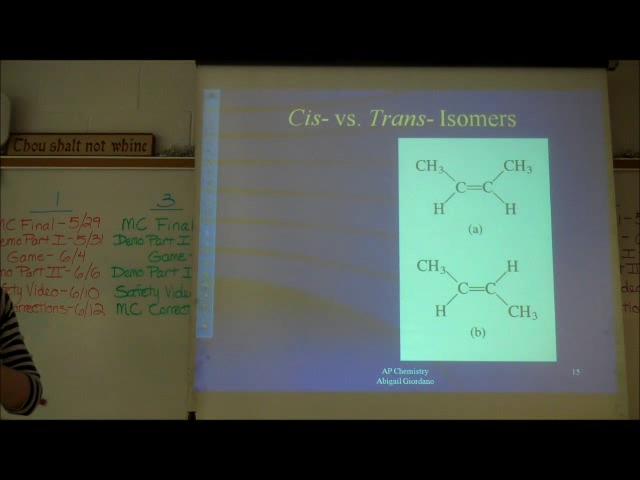 Thou shalt not whine
1
MC Final - 5/29
Demo Part I - 5/31
Game - 6/4
Demo Part II - 6/6
Safety Video - 6/10
Corrections - 6/12
3
MC Final
Demo Part I
Game -
Demo Part I
Safety Vide
MC Correct
Cis- vs. Trans- Isomers
CH₃ CH₃
C=C
H H
(a)
CH₃ H
C=C
H CH₃
(b)
AP Chemistry
Abigail Giordano
15